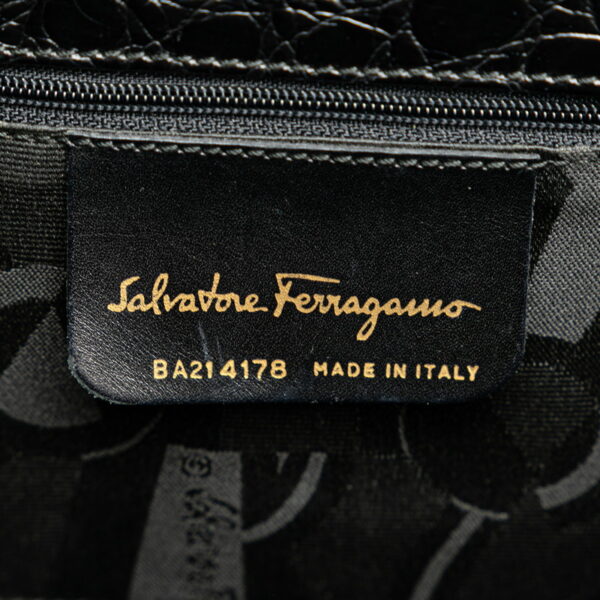 Salvatore Ferragamo
BA214178 MADE IN ITALY